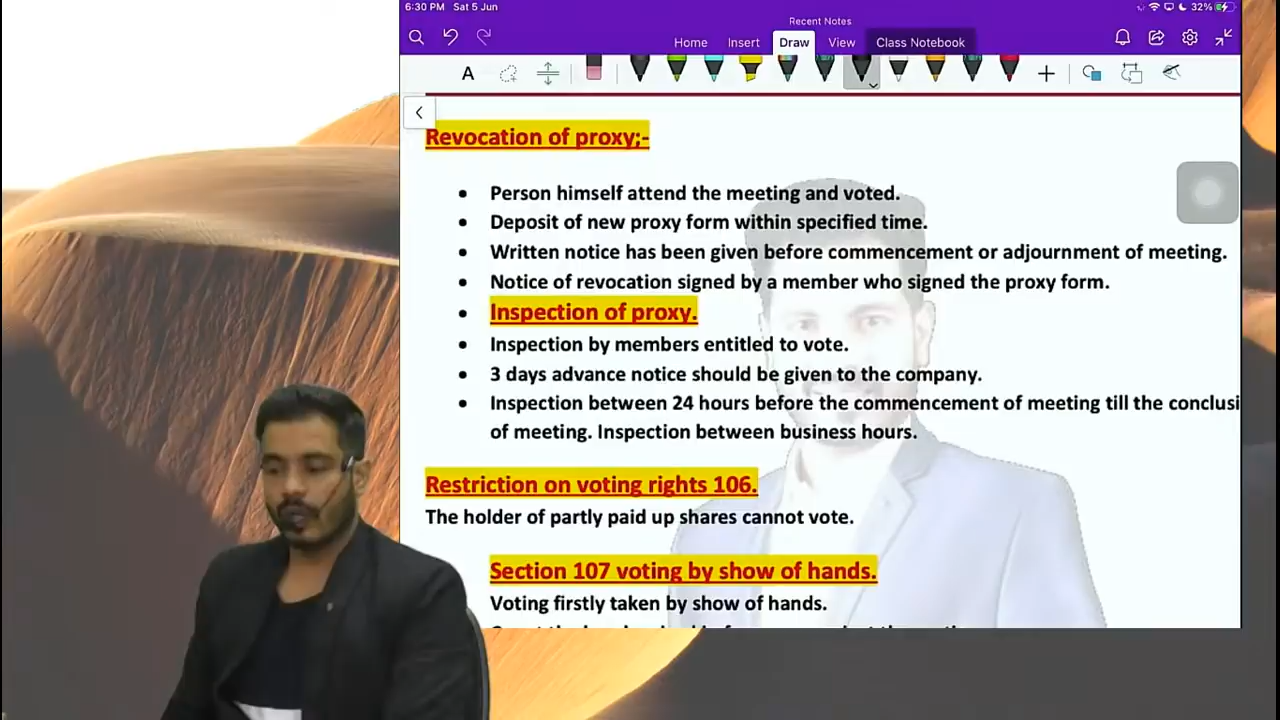 6:30 PM Sat 5 Jun
32%
Recent Notes
Home Insert Draw View Class Notebook
A
Revocation of proxy;-
• Person himself attend the meeting and voted.
• Deposit of new proxy form within specified time.
• Written notice has been given before commencement or adjournment of meeting.
• Notice of revocation signed by a member who signed the proxy form.
• Inspection of proxy.
• Inspection by members entitled to vote.
• 3 days advance notice should be given to the company.
• Inspection between 24 hours before the commencement of meeting till the conclusi
of meeting. Inspection between business hours.
Restriction on voting rights 106.
The holder of partly paid up shares cannot vote.
Section 107 voting by show of hands.
Voting firstly taken by show of hands.